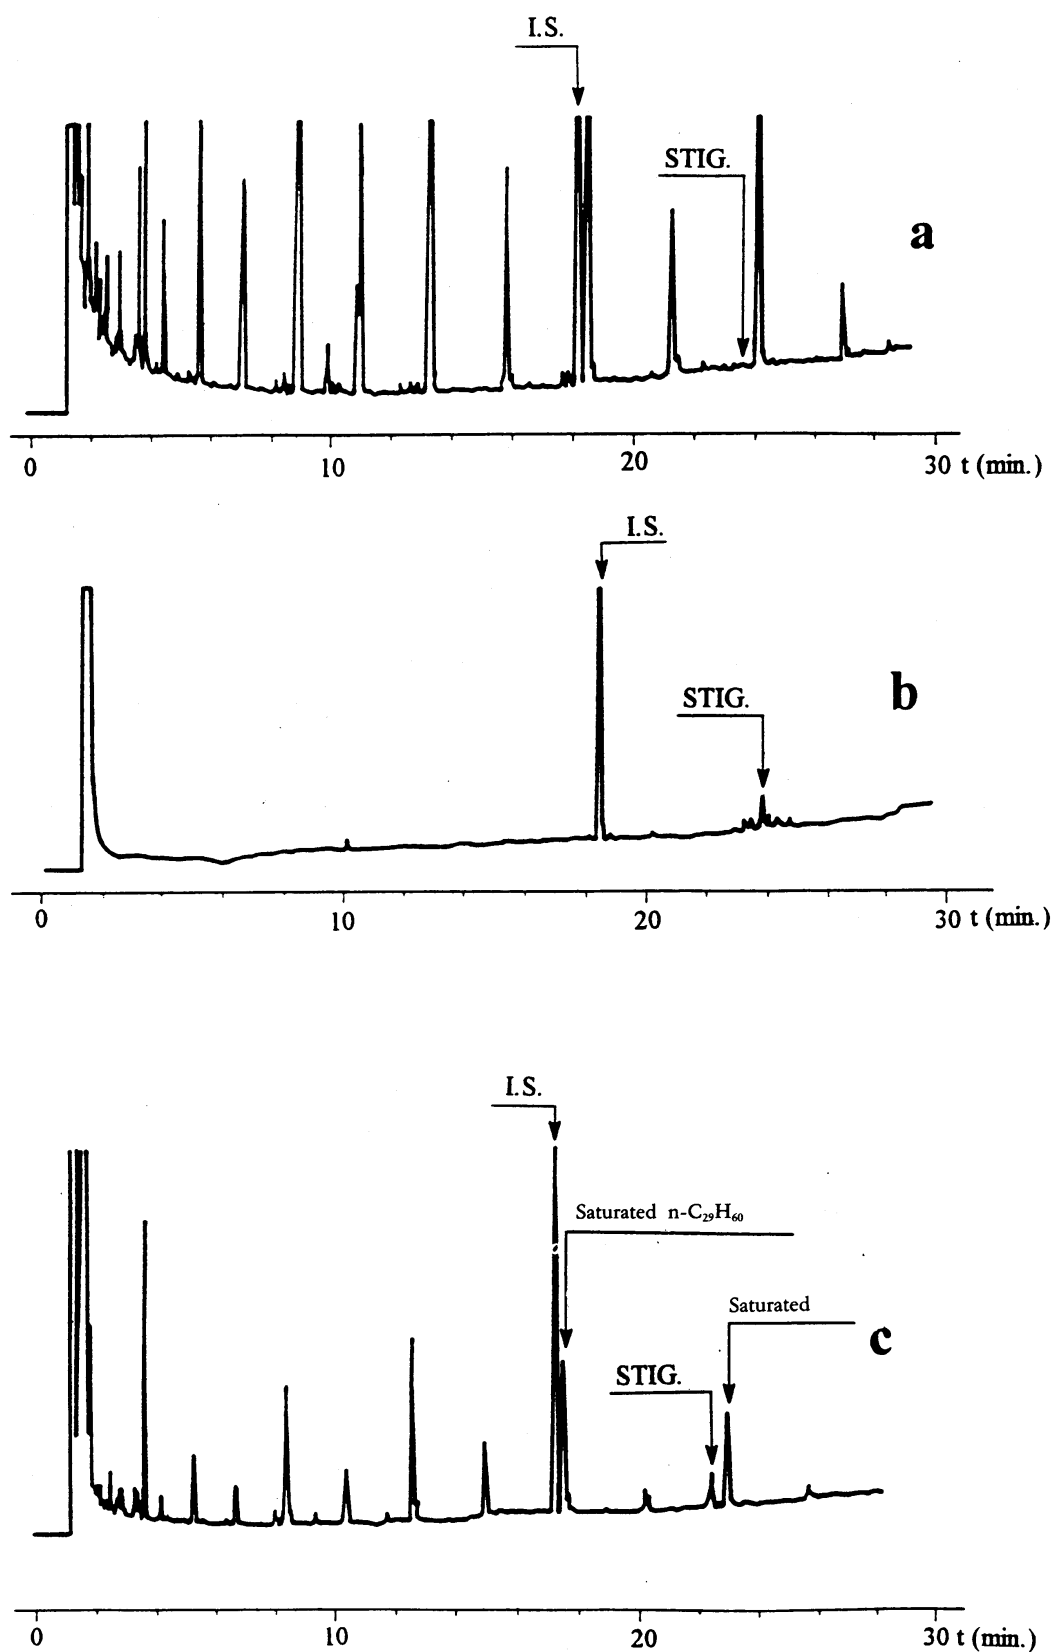 I.S.
STIG.
a
0 10 20 30 t (min.)
I.S.
STIG.
b
0 10 20 30 t (min.)
I.S.
Saturated n-C₂₉H₆₀
Saturated
STIG.
c
0 10 20 30 t (min.)